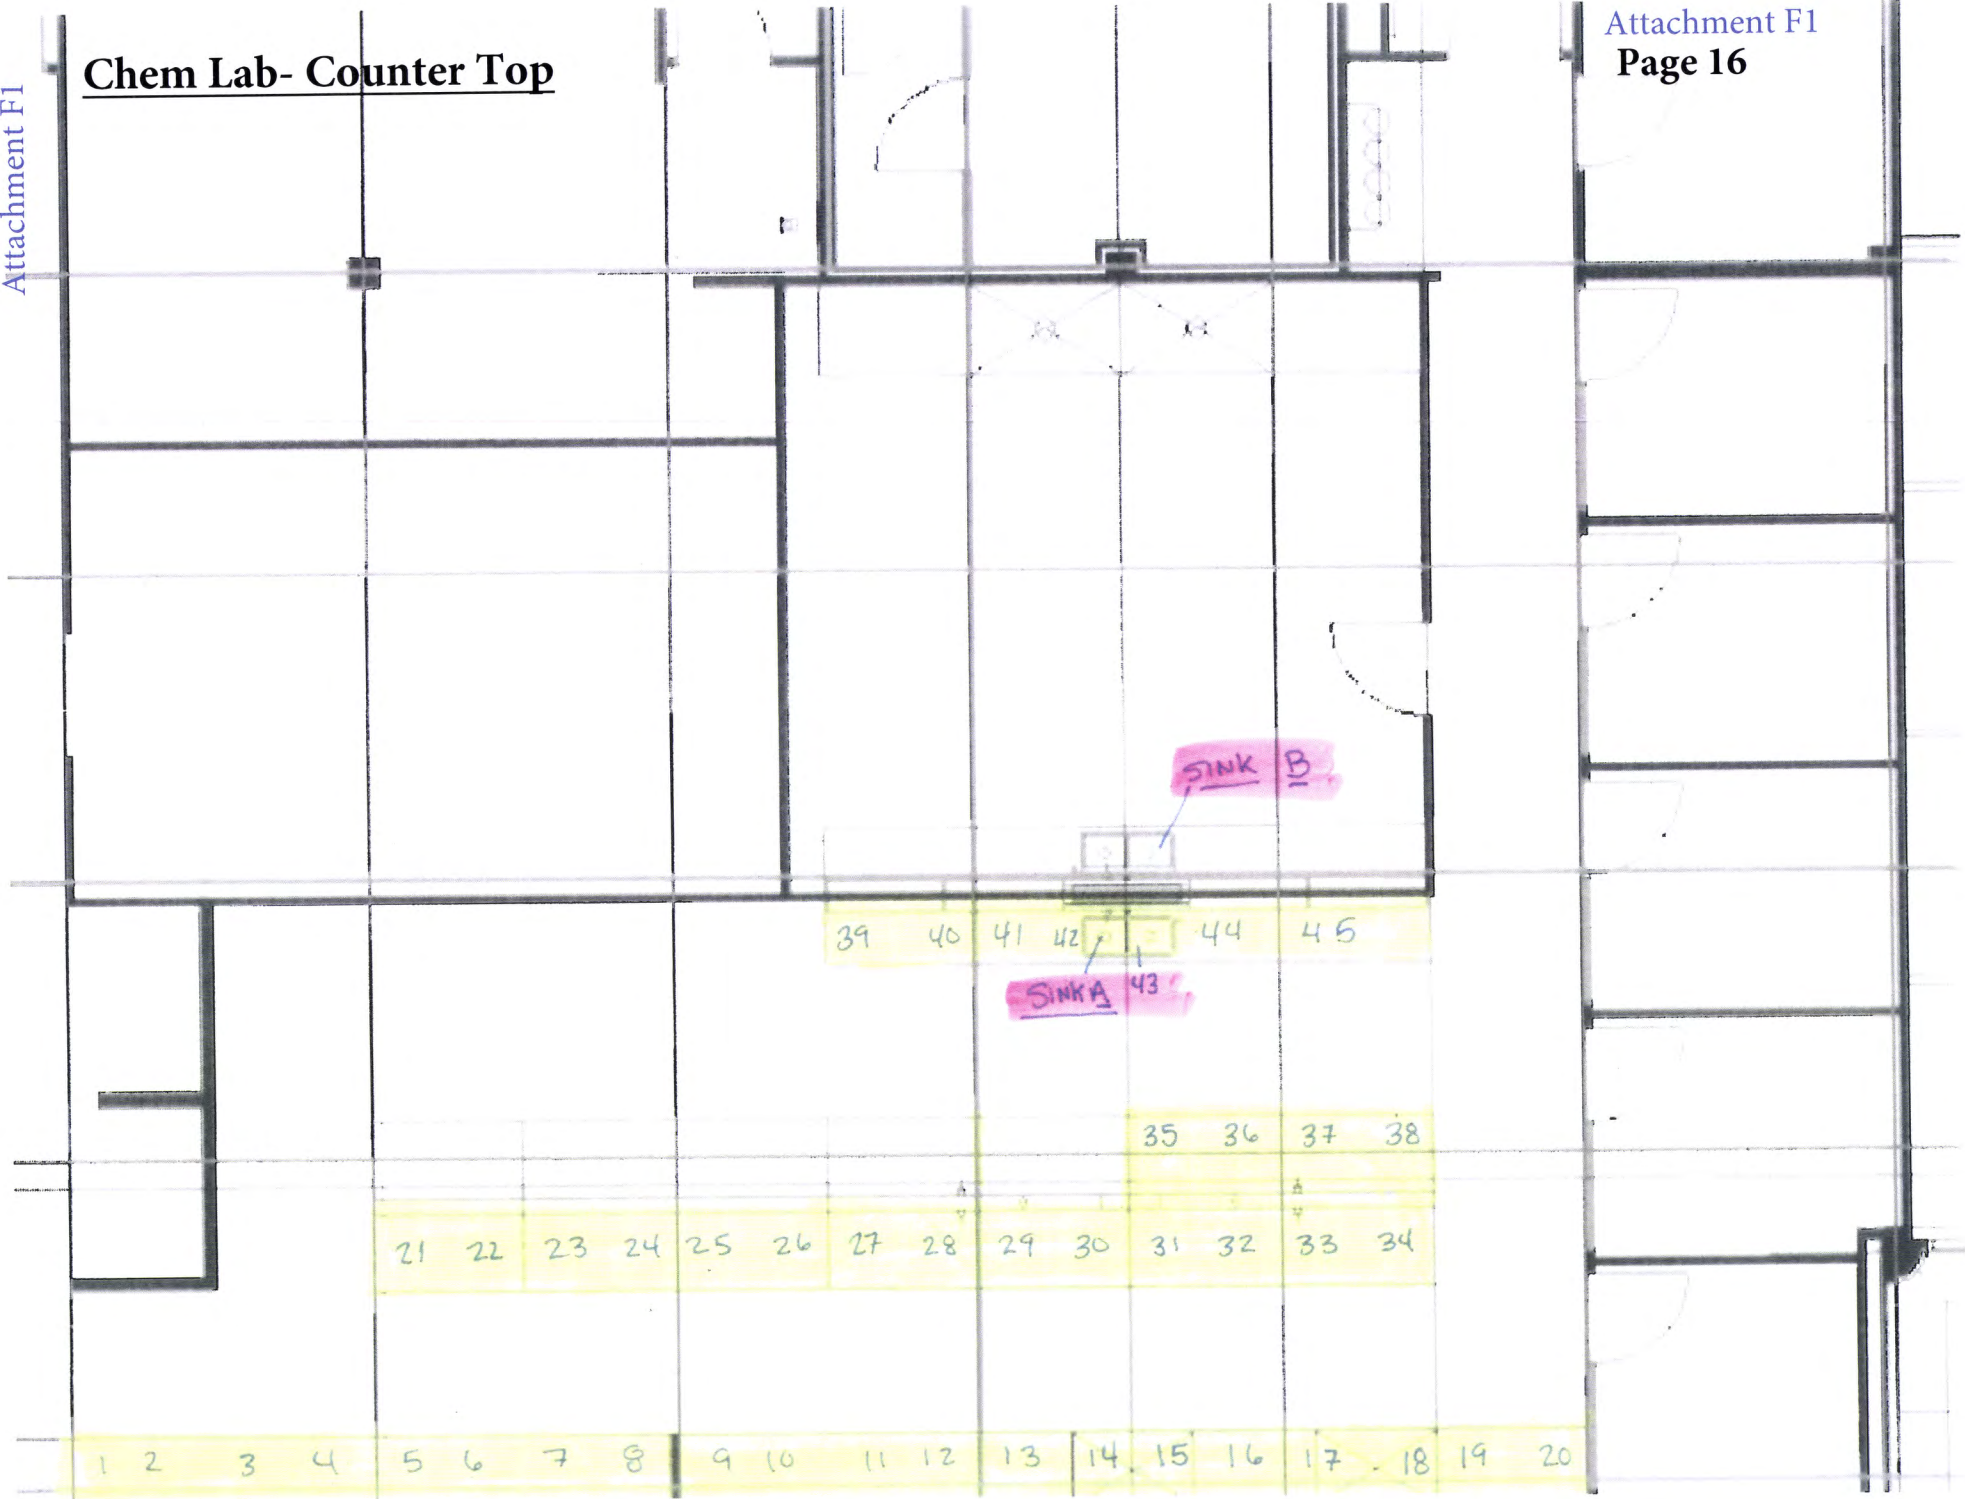 Attachment F1
Page 16
Chem Lab- Counter Top
Attachment F1
SINK B
39 40 41 42 44 45
SINK A 43
35 36 37 38
21 22 23 24 25 26 27 28 29 30 31 32 33 34
1 2 3 4 5 6 7 8 9 10 11 12 13 14 15 16 17 18 19 20